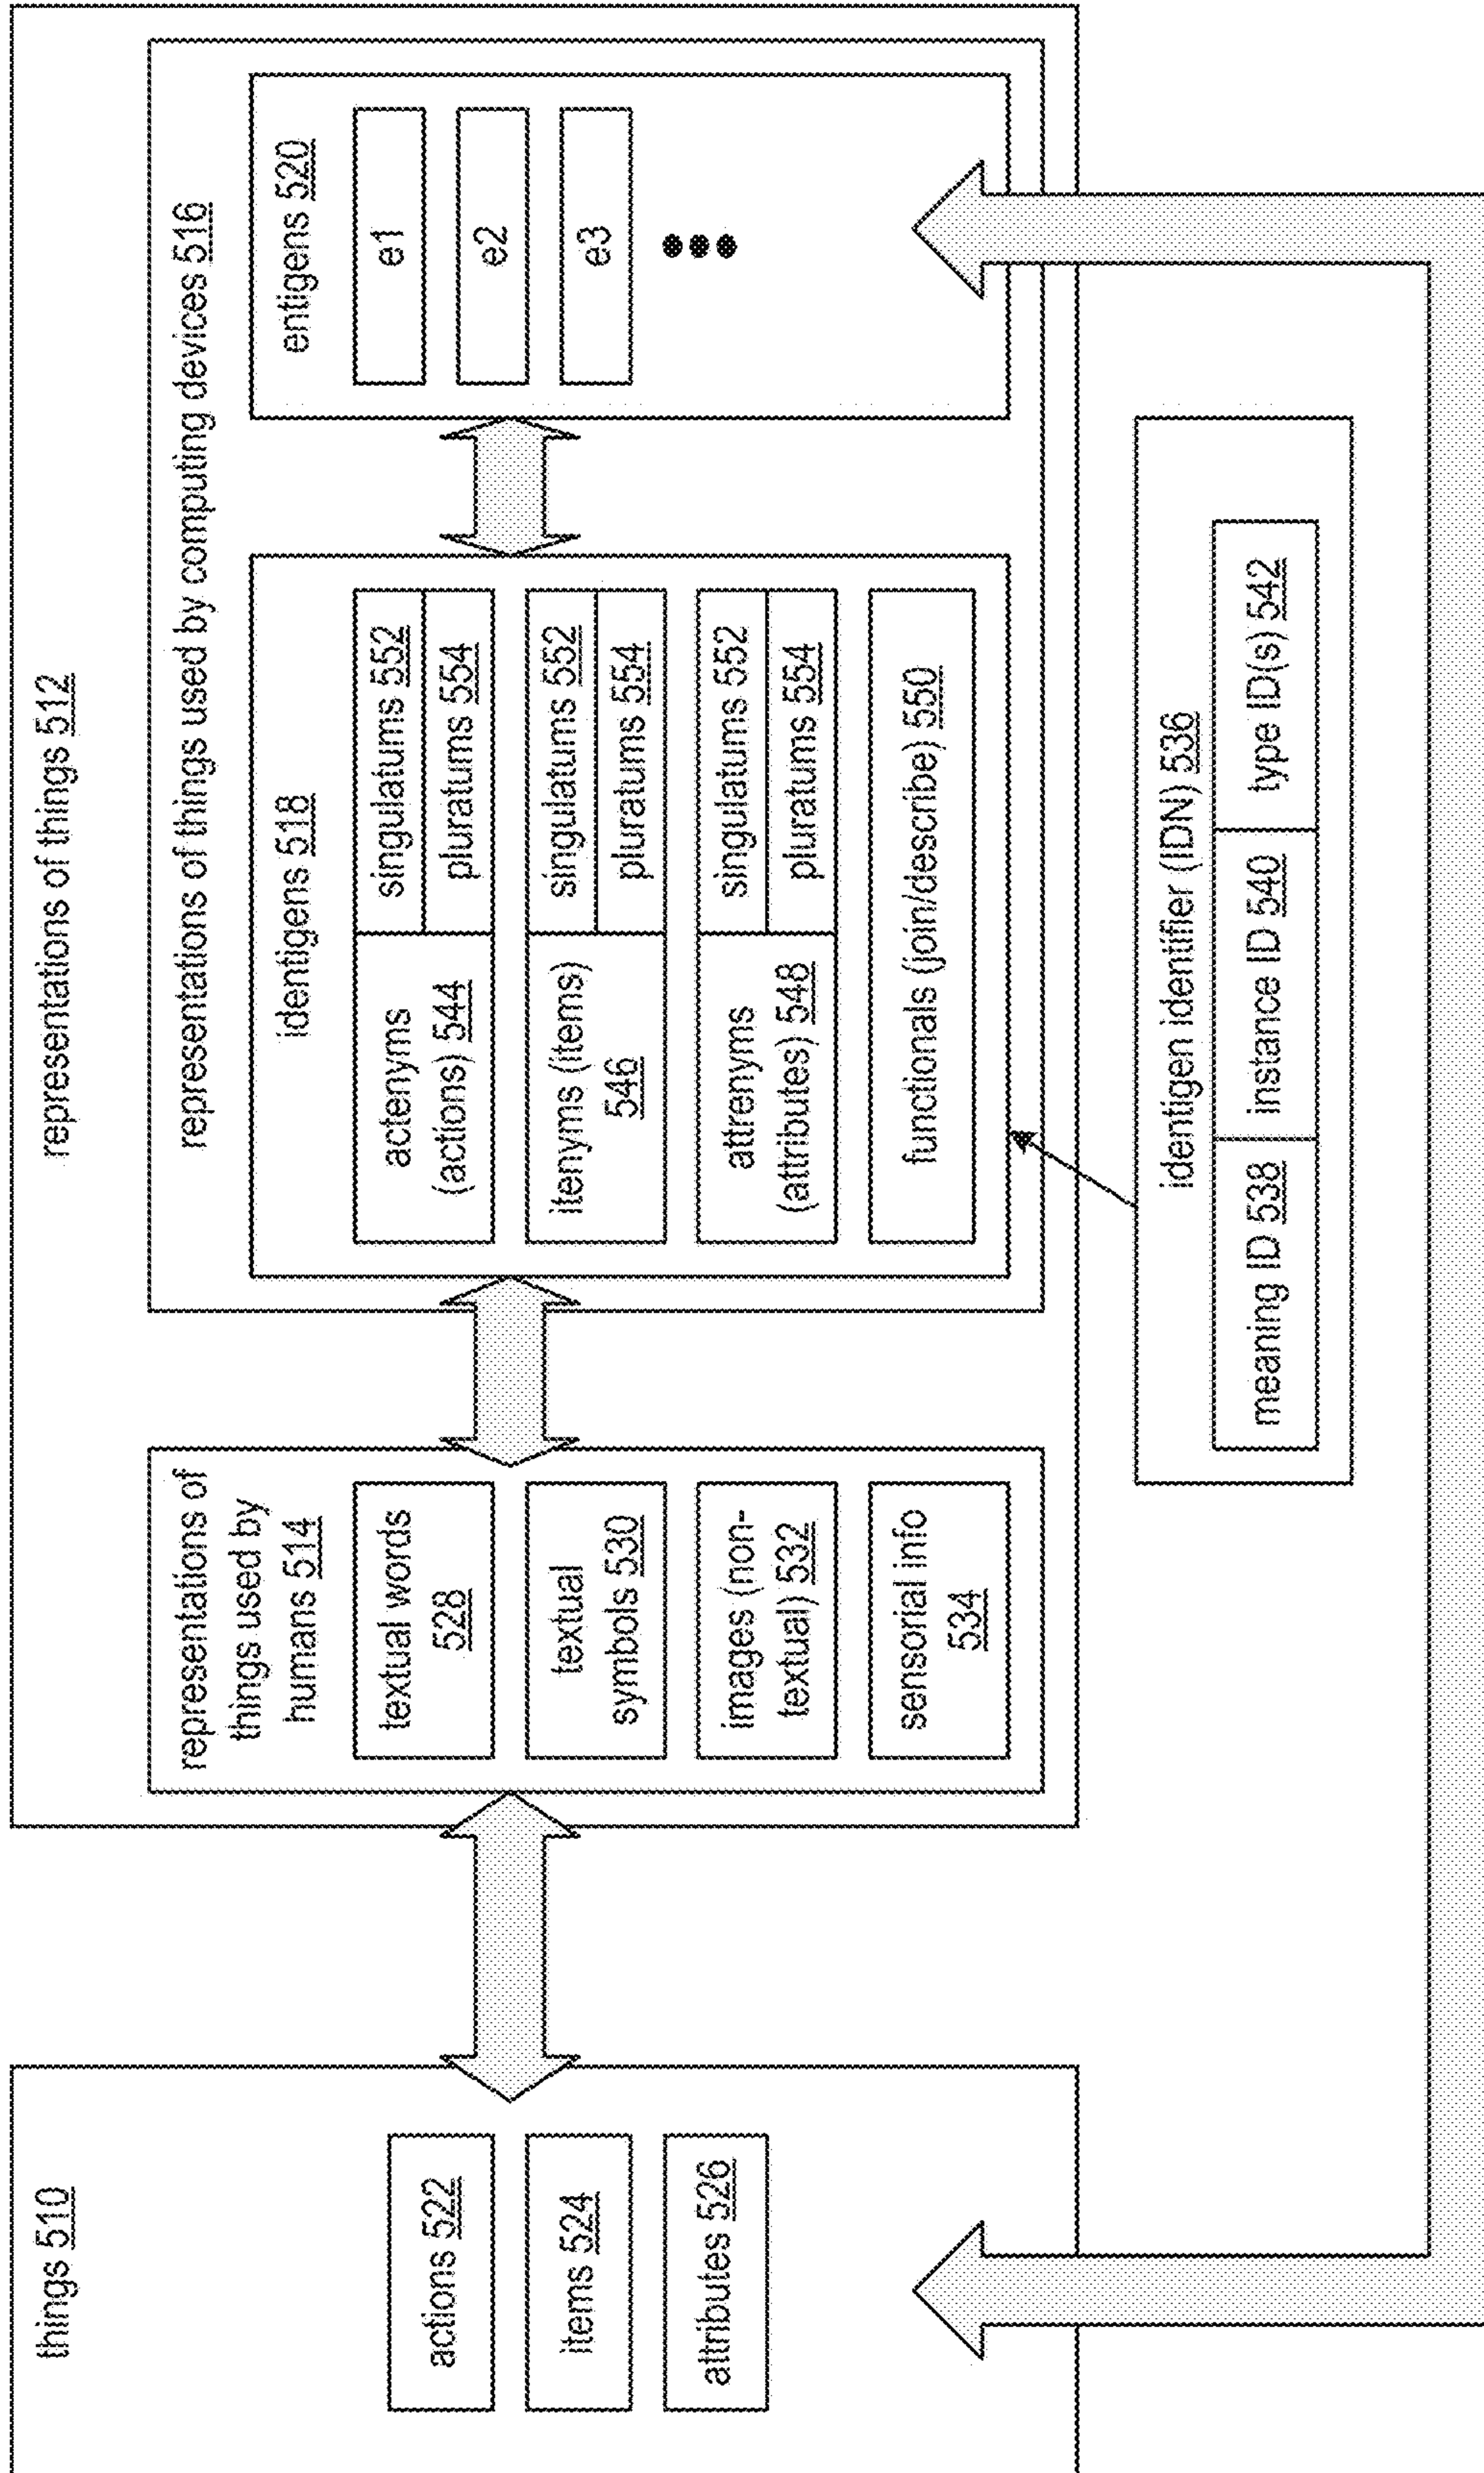 things 510
actions 522
items 524
attributes 526
representations of things 512
representations of
things used by
humans 514
textual words
528
textual
symbols 530
images (non-
textual) 532
sensorial info
534
representations of things used by computing devices 516
identigens 518
actenyms
(actions) 544
singulatums 552
pluratums 554
itenyms (items)
546
singulatums 552
pluratums 554
attrenyms
(attributes) 548
singulatums 552
pluratums 554
functionals (join/describe) 550
entigens 520
e1
e2
e3
identigen identifier (IDN) 536
meaning ID 538
instance ID 540
type ID(s) 542